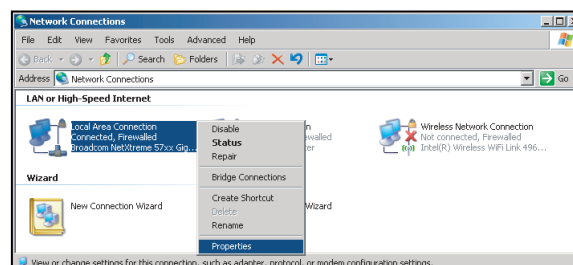 Network Connections
File Edit View Favorites Tools Advanced Help
Back Search Folders
Address Network Connections Go
LAN or High-Speed Internet
Local Area Connection
Connected, Firewalled
Broadcom NetXtreme 57xx Gig...
Disable
Status
Repair
Bridge Connections
Create Shortcut
Delete
Rename
Properties
Wireless Network Connection
Not connected, Firewalled
Intel(R) Wireless WiFi Link 496...
Wizard
New Connection Wizard
Wizard
View or change settings for this connection, such as adapter, protocol, or modem configuration settings.